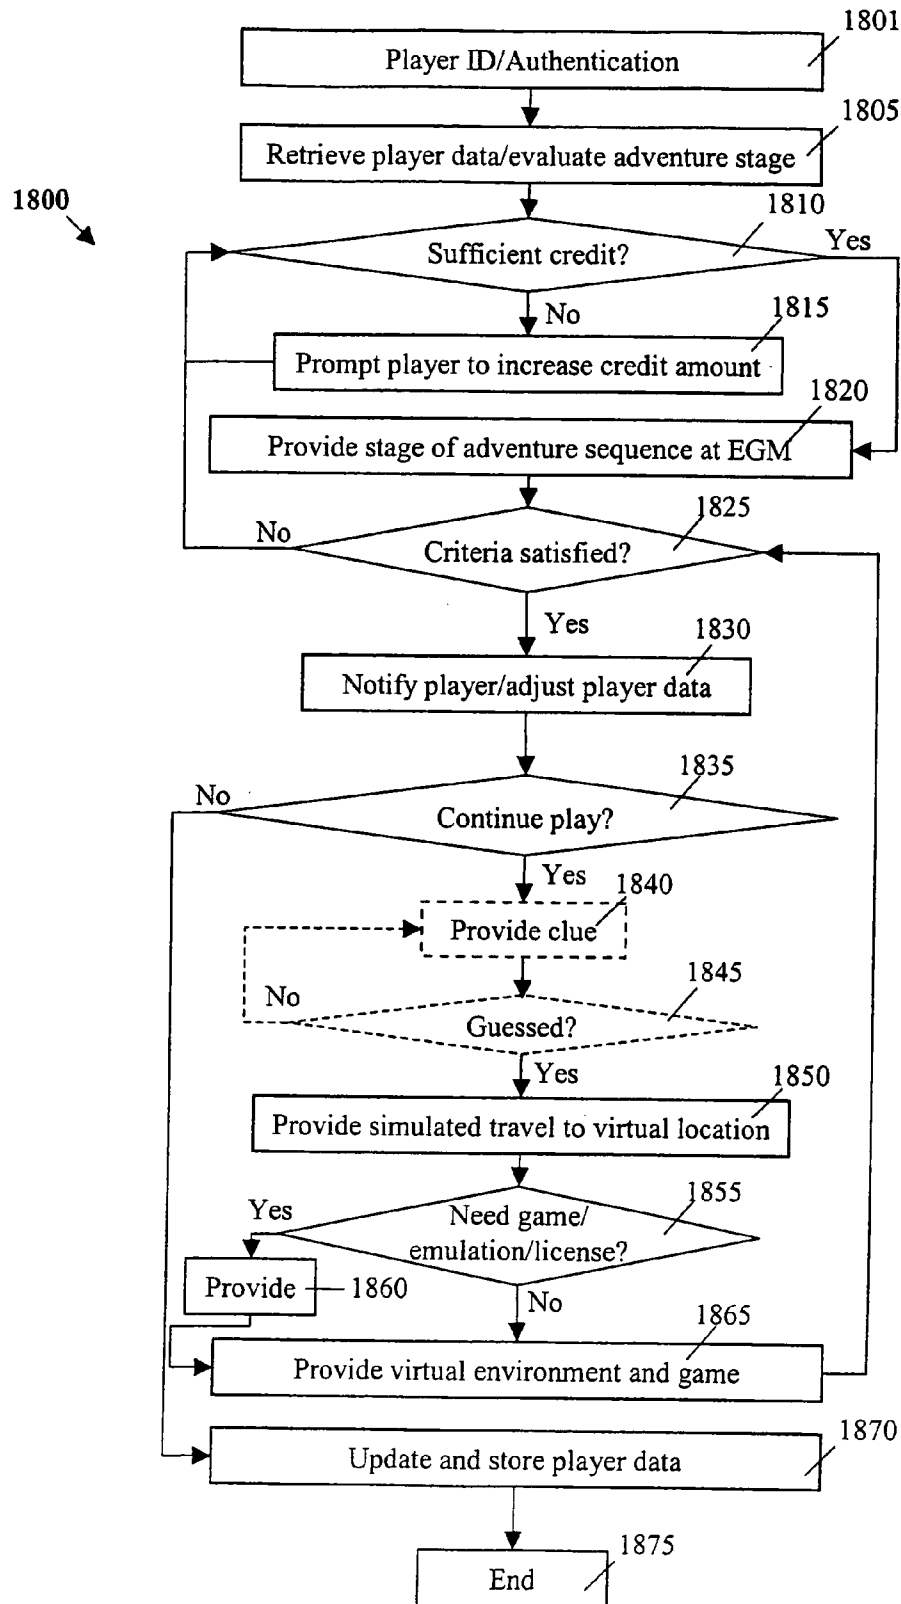 1801
Player ID/Authentication
1805
Retrieve player data/evaluate adventure stage
1800
1810
Sufficient credit?
Yes
No
1815
Prompt player to increase credit amount
1820
Provide stage of adventure sequence at EGM
1825
No
Criteria satisfied?
Yes
1830
Notify player/adjust player data
1835
No
Continue play?
Yes
1840
Provide clue
1845
No
Guessed?
Yes
1850
Provide simulated travel to virtual location
1855
Yes
Need game/
emulation/license?
Provide
1860
No
1865
Provide virtual environment and game
1870
Update and store player data
1875
End